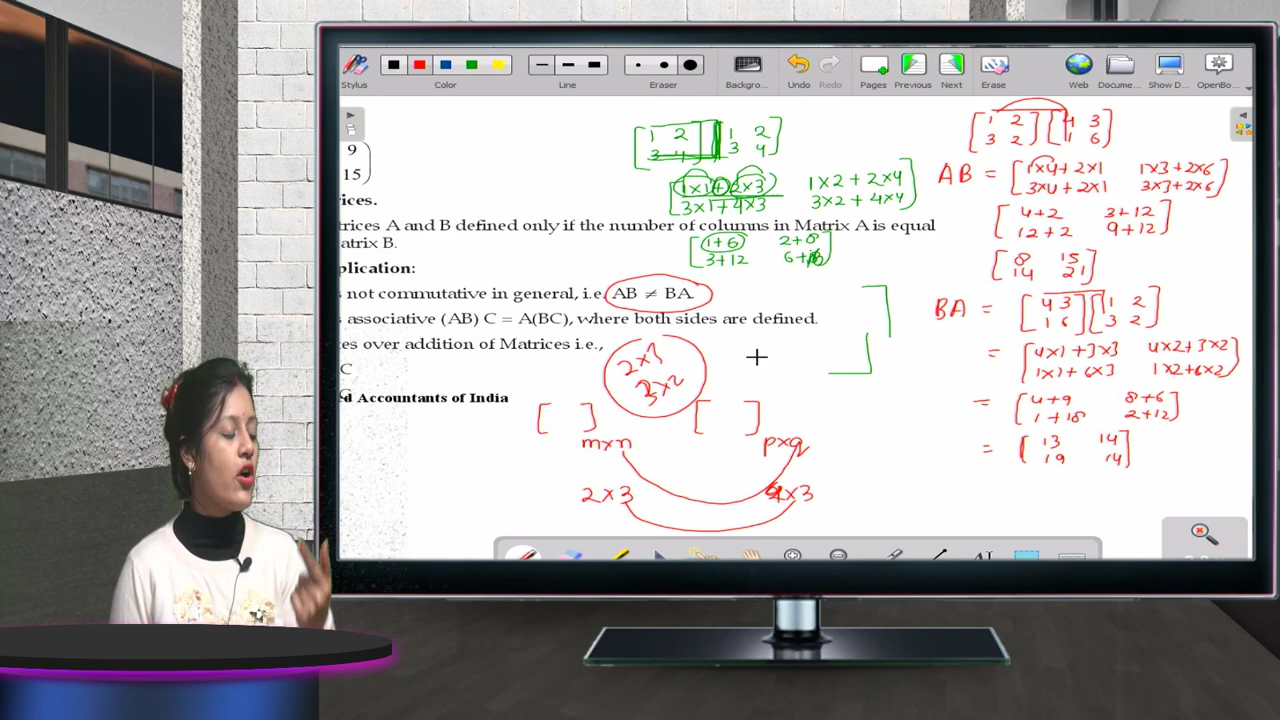 Stylus Color Line Eraser Backgro... Undo Redo Pages Previous Next Erase Web Docume... Show D... OpenBo...
9
15
rices.
trices A and B defined only if the number of columns in Matrix A is equal
atrix B.
plication:
s not commutative in general, i.e. AB ≠ BA.
s associative (AB) C = A(BC), where both sides are defined.
tes over addition of Matrices i.e.,
C
ed Accountants of India
[1 2] [1 2]
[3 4] [3 4]
[1×1+2×3 1×2+2×4]
[3×1+4×3 3×2+4×4]
[1+6 2+8]
3+12
2×3
3×2
[ ] [ ]
m×n p×q
2×3 ×3
[1 2] [4 3]
[3 2] [1 6]
AB = [1×4+2×1 1×3+2×6]
[3×4+2×1 3×3+2×6]
[4+2 3+12]
[12+2 9+12]
[8 15]
[14 21]
BA = [4 3] [1 2]
[1 6] [3 2]
= [4×1+3×3 4×2+3×2]
[1×1+6×3 1×2+6×2]
= [4+9 8+6]
[1+18 2+12]
= [13 14]
[19 14]